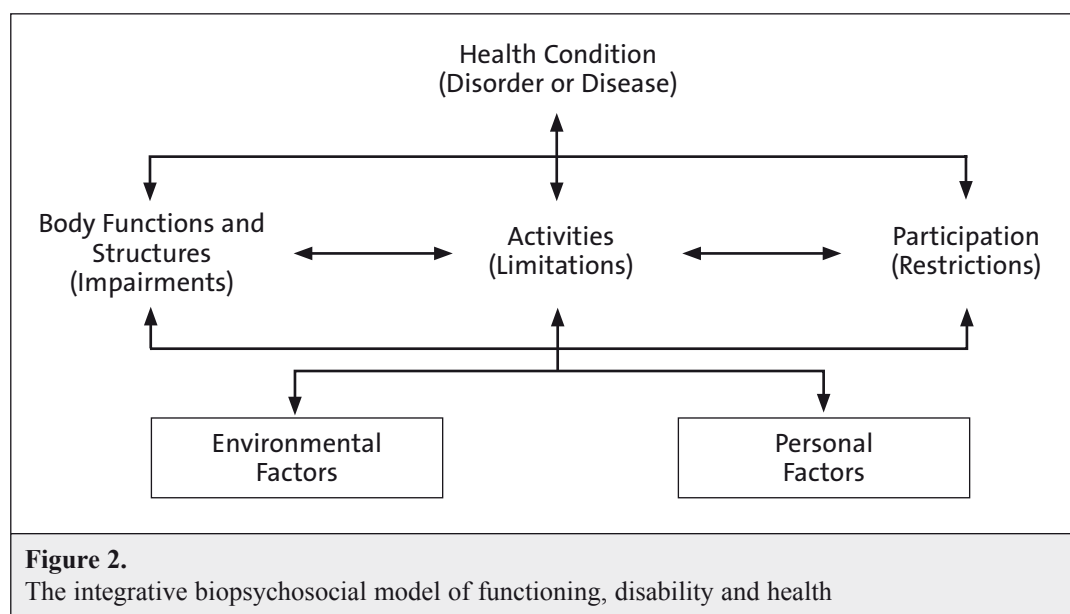 Health Condition
(Disorder or Disease)
Body Functions and
Structures
(Impairments)
Activities
(Limitations)
Participation
(Restrictions)
Environmental
Factors
Personal
Factors
Figure 2.
The integrative biopsychosocial model of functioning, disability and health